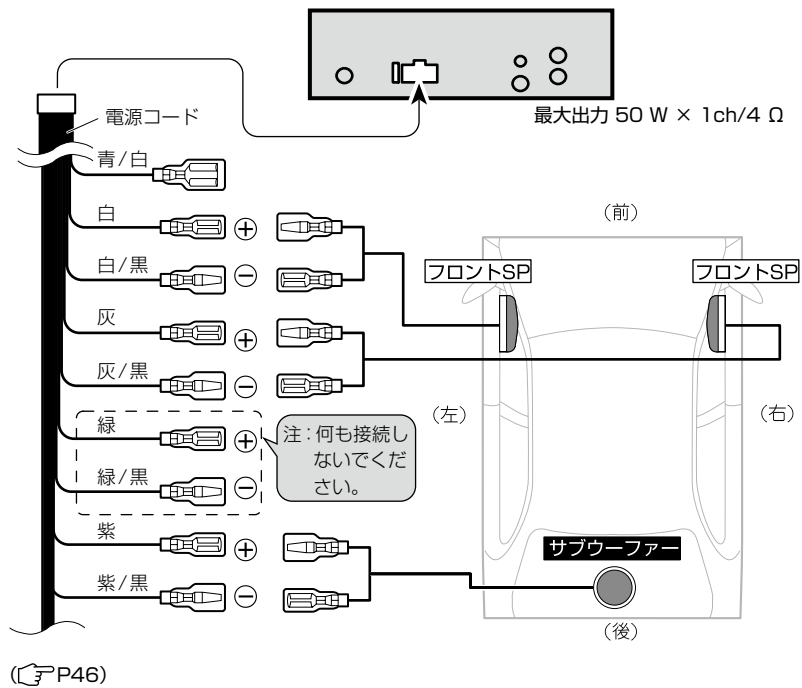 最大出力 50 W × 1ch/4 Ω
電源コード
青/白
白
⊕
白/黒
⊖
灰
⊕
灰/黒
⊖
緑
⊕
緑/黒
⊖
注：何も接続し
ないでくだ
さい。
紫
⊕
紫/黒
⊖
（前）
フロントSP
フロントSP
（左）
（右）
サブウーファー
（後）
(☞P46)